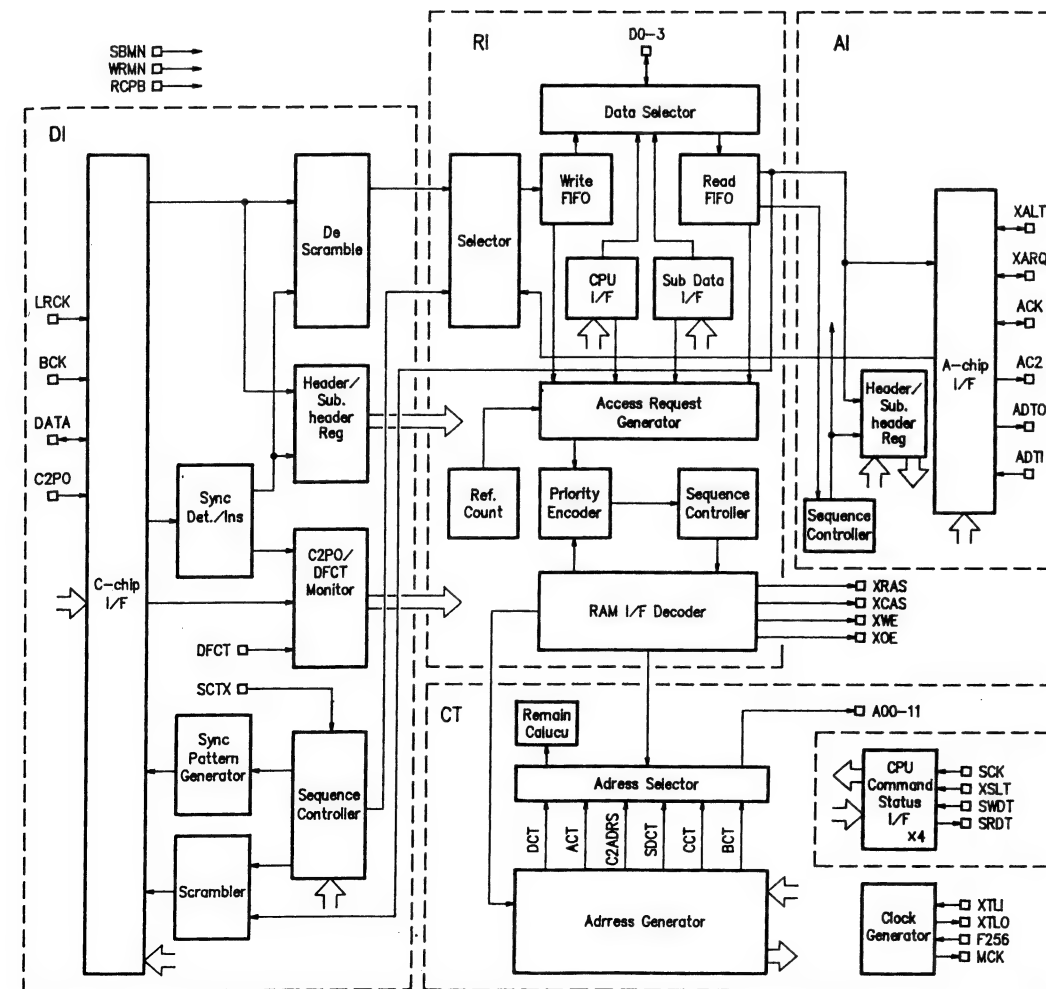 SBMN
WRMN
RCPB
DI
C-chip
I/F
LRCK
BCK
DATA
C2PO
De
Scramble
Header/
Sub.
header
Reg
Sync
Det./Ins
C2PO/
DFCT
Monitor
DFCT
SCTX
Sync
Pattern
Generator
Sequence
Controller
Scrambler
RI
D0-3
Data Selector
Selector
Write
FIFO
Read
FIFO
CPU
I/F
Sub Data
I/F
Access Request
Generator
Ref.
Count
Priority
Encoder
Sequence
Controller
RAM I/F Decoder
XRAS
XCAS
XWE
XOE
AI
A-chip
I/F
Header/
Sub.
header
Reg
Sequence
Controller
XALT
XARQ
ACK
AC2
ADTO
ADTI
CT
Remain
Calucu
Adress Selector
A00-11
DCT
ACT
C2ADRS
SDCT
CCT
BCT
Adrress Generator
CPU
Command
Status
I/F
X4
SCK
XSLT
SWDT
SRDT
Clock
Generator
XTLI
XTLO
F256
MCK